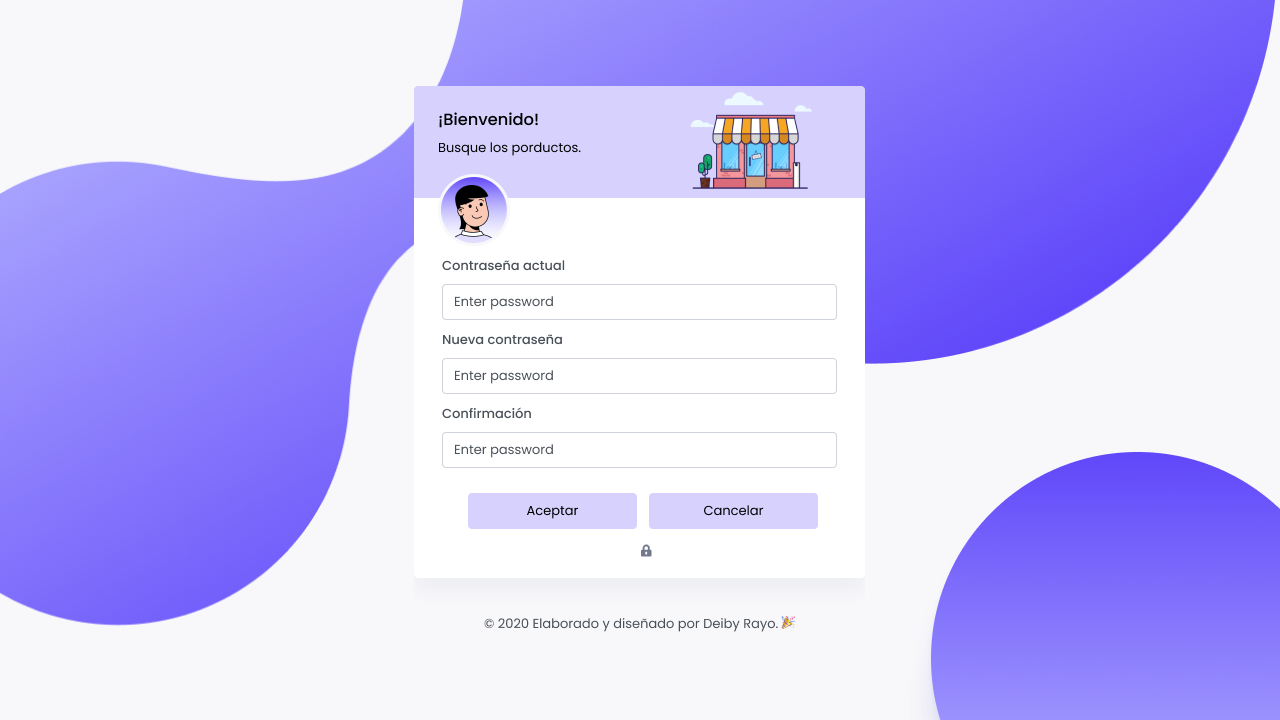 ¡Bienvenido!
Busque los porductos.
Contraseña actual
Enter password
Nueva contraseña
Enter password
Confirmación
Enter password
Aceptar Cancelar
© 2020 Elaborado y diseñado por Deiby Rayo. 🎉